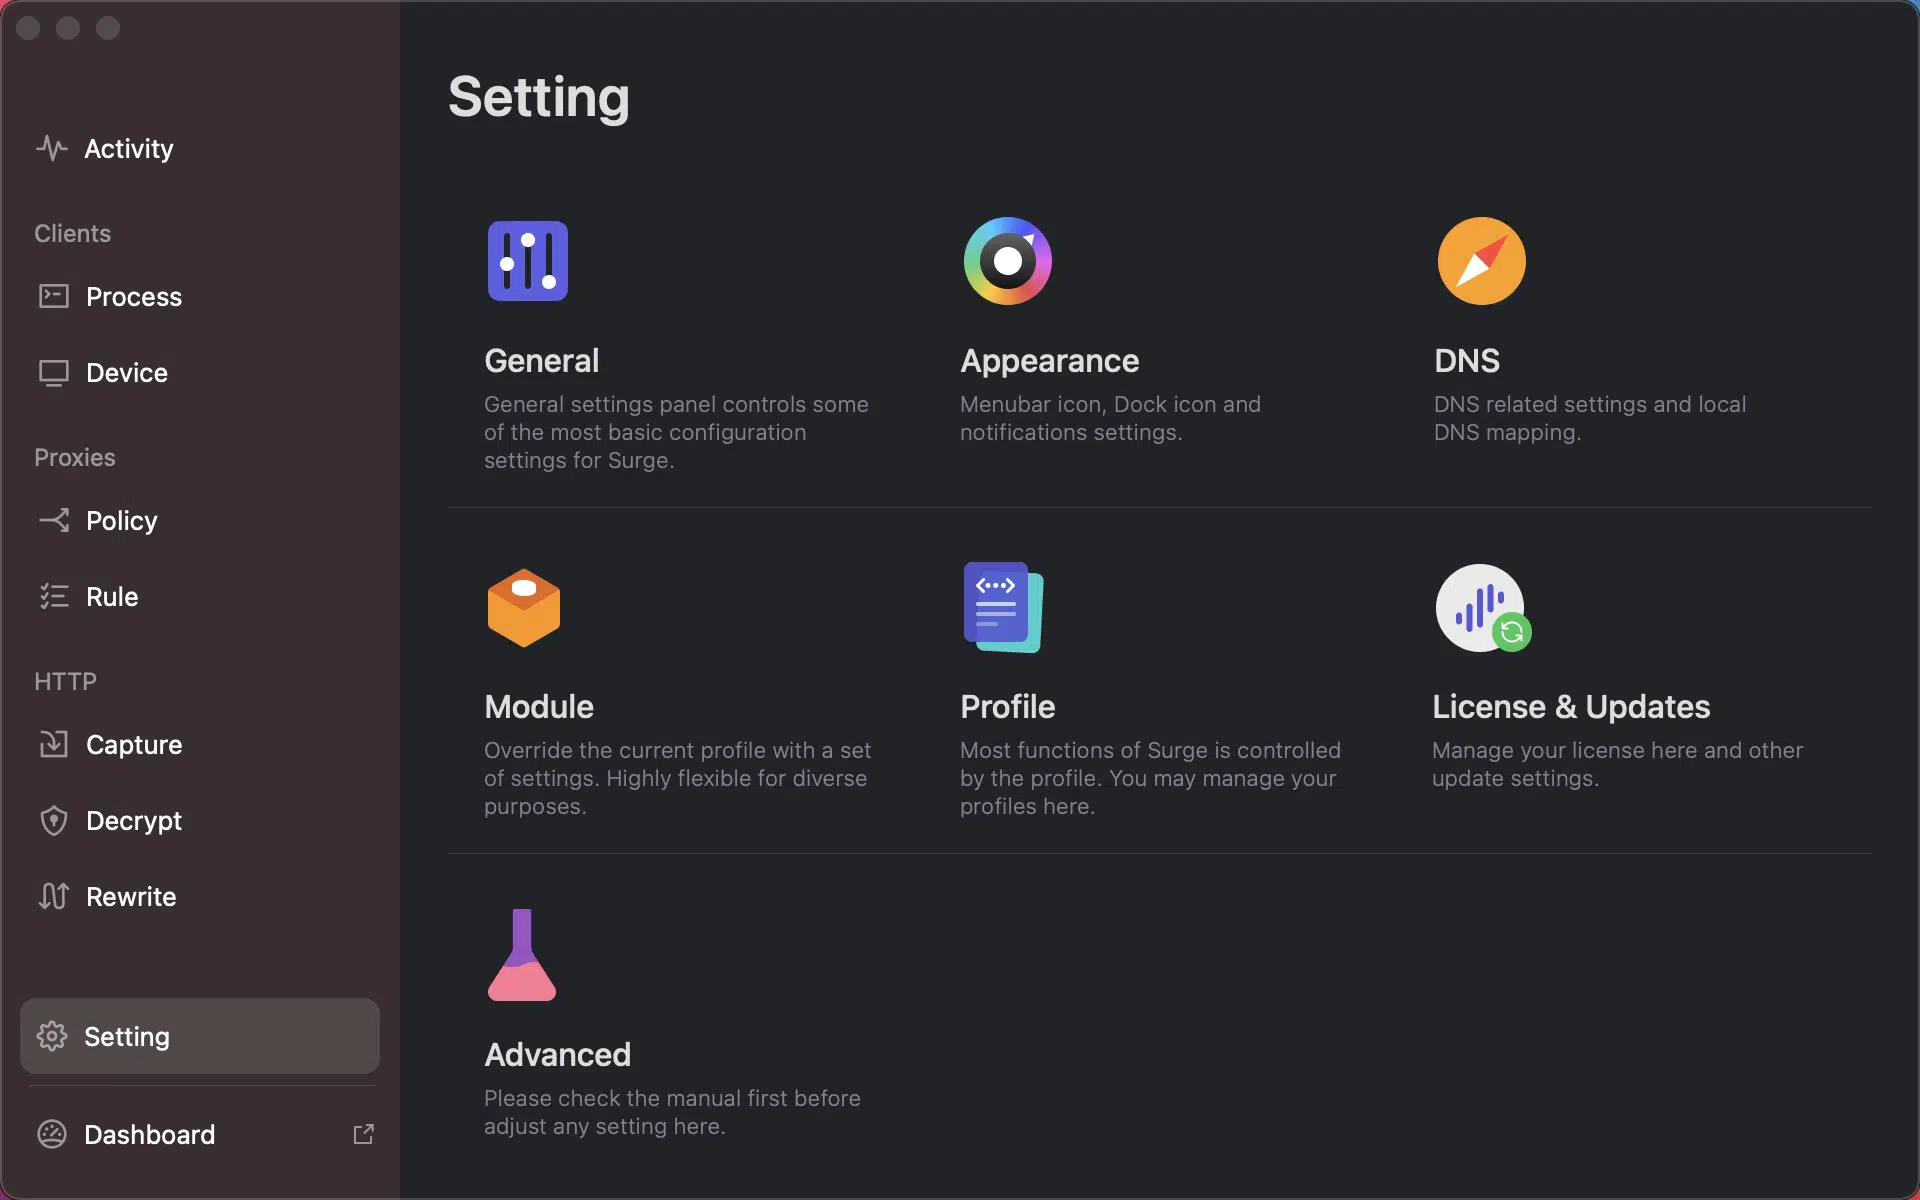 Activity
Clients
Process
Device
Proxies
Policy
Rule
HTTP
Capture
Decrypt
Rewrite
Setting
Dashboard
Setting
General
General settings panel controls some
of the most basic configuration
settings for Surge.
Appearance
Menubar icon, Dock icon and
notifications settings.
DNS
DNS related settings and local
DNS mapping.
Module
Override the current profile with a set
of settings. Highly flexible for diverse
purposes.
Profile
Most functions of Surge is controlled
by the profile. You may manage your
profiles here.
License & Updates
Manage your license here and other
update settings.
Advanced
Please check the manual first before
adjust any setting here.